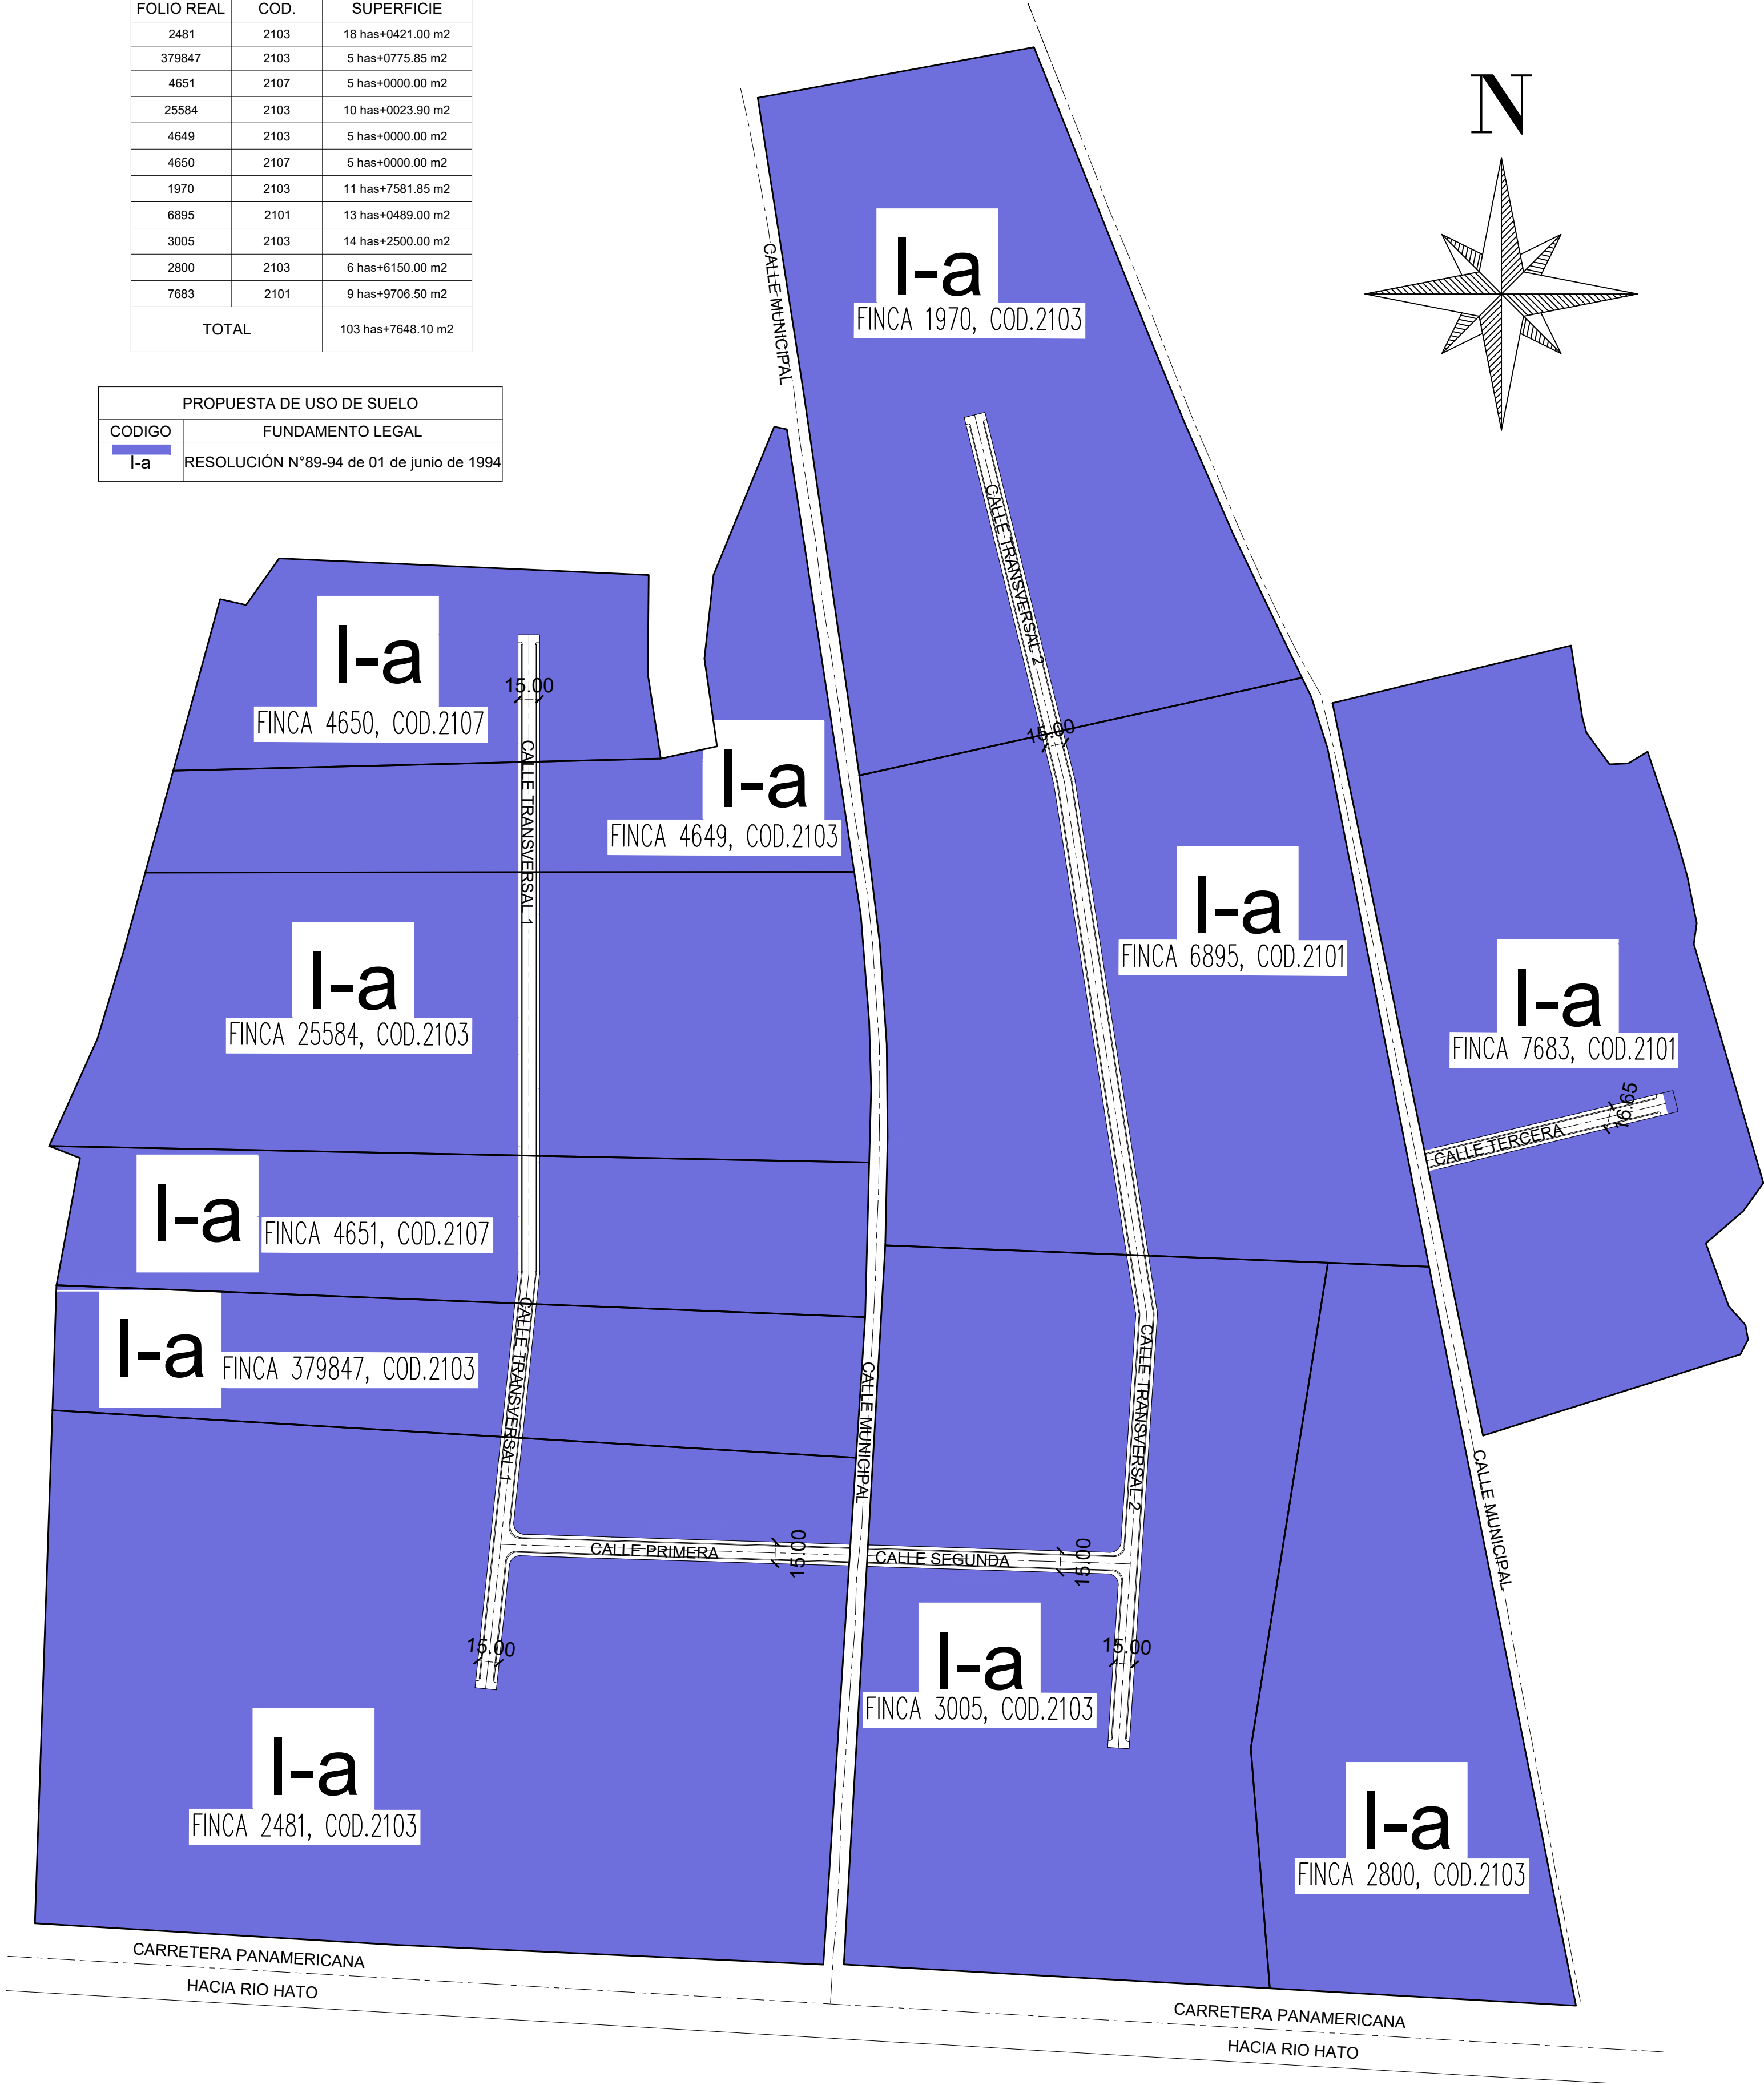 FOLIO REAL COD. SUPERFICIE
2481 2103 18 has+0421.00 m2
379847 2103 5 has+0775.85 m2
4651 2107 5 has+0000.00 m2
25584 2103 10 has+0023.90 m2
4649 2103 5 has+0000.00 m2
4650 2107 5 has+0000.00 m2
1970 2103 11 has+7581.85 m2
6895 2101 13 has+0489.00 m2
3005 2103 14 has+2500.00 m2
2800 2103 6 has+6150.00 m2
7683 2101 9 has+9706.50 m2
TOTAL 103 has+7648.10 m2
PROPUESTA DE USO DE SUELO
CODIGO FUNDAMENTO LEGAL
I-a RESOLUCIÓN N°89-94 de 01 de junio de 1994
N
CALLE MUNICIPAL
I-a
FINCA 1970, COD.2103
CALLE TRANSVERSAL 2
I-a
FINCA 4650, COD.2107
15.00
CALLE TRANSVERSAL 1
15.00
I-a
FINCA 4649, COD.2103
I-a
FINCA 6895, COD.2101
I-a
FINCA 25584, COD.2103
I-a
FINCA 7683, COD.2101
16.65
CALLE TERCERA
I-a
FINCA 4651, COD.2107
I-a
FINCA 379847, COD.2103
CALLE TRANSVERSAL 1
CALLE MUNICIPAL
CALLE TRANSVERSAL 2
CALLE MUNICIPAL
CALLE PRIMERA
15.00
CALLE SEGUNDA
15.00
15.00
15.00
I-a
FINCA 3005, COD.2103
I-a
FINCA 2481, COD.2103
I-a
FINCA 2800, COD.2103
CARRETERA PANAMERICANA
HACIA RIO HATO
CARRETERA PANAMERICANA
HACIA RIO HATO